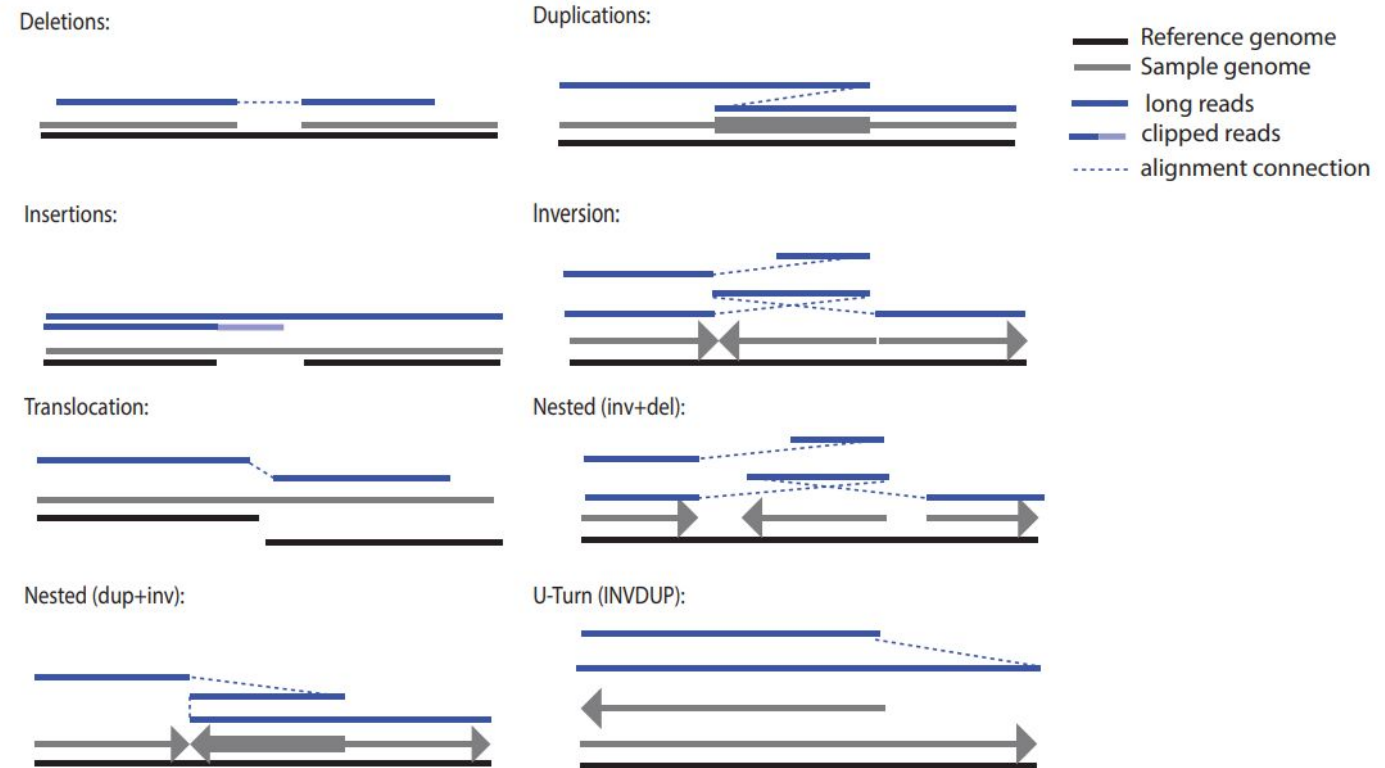 Deletions:
Duplications:
Reference genome
Sample genome
long reads
clipped reads
alignment connection
Insertions:
Inversion:
Translocation:
Nested (inv+del):
Nested (dup+inv):
U-Turn (INVDUP):